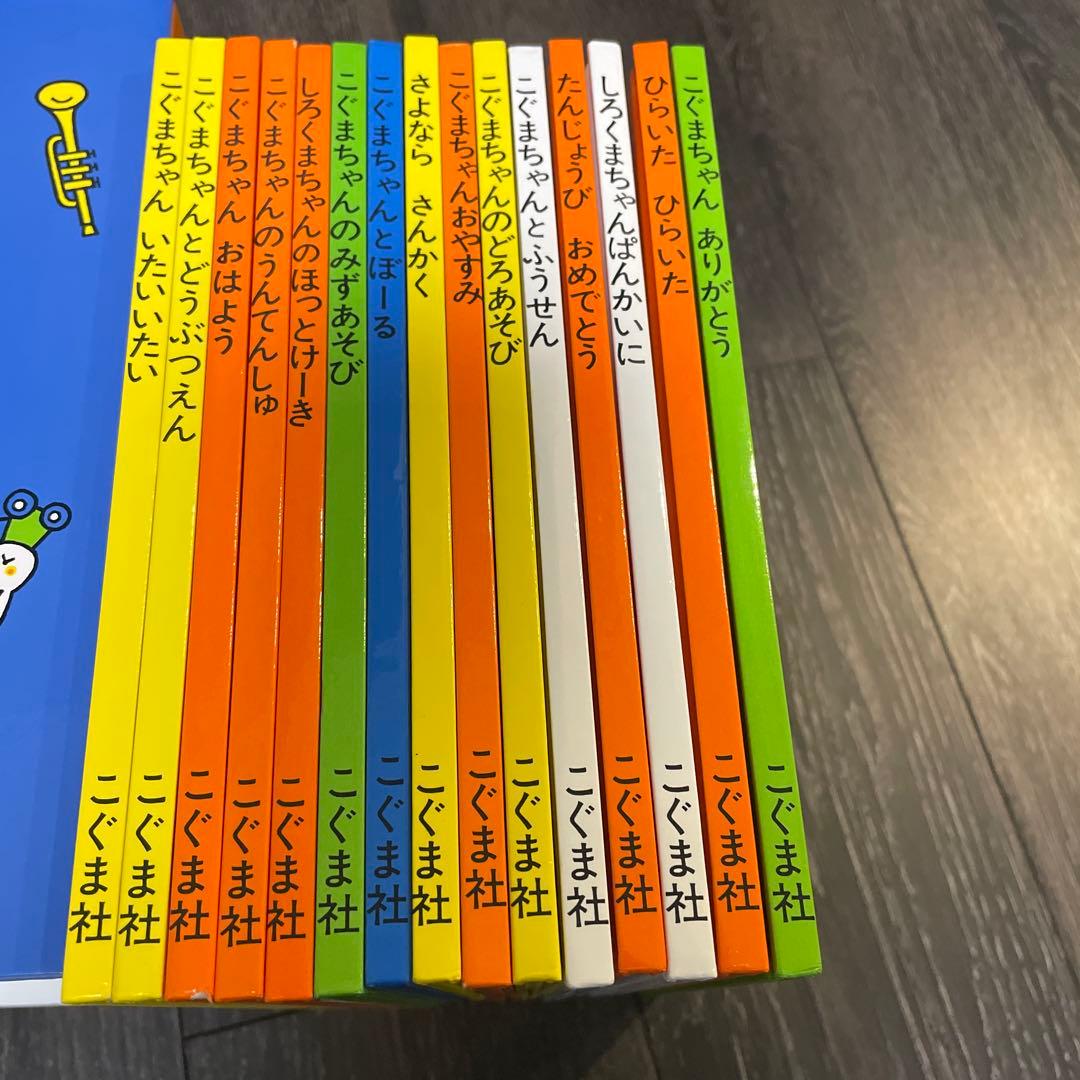 こぐまちゃん いたいいたい
こぐま社
こぐまちゃんとどうぶつえん
こぐま社
こぐまちゃん おはよう
こぐま社
こぐまちゃんのうんてんしゅ
こぐま社
しろくまちゃんのほっとけーき
こぐま社
こぐまちゃんのみずあそび
こぐま社
こぐまちゃんとぼーる
こぐま社
さよなら さんかく
こぐま社
こぐまちゃんおやすみ
こぐま社
こぐまちゃんのどろあそび
こぐま社
こぐまちゃんとふうせん
こぐま社
たんじょうび おめでとう
こぐま社
しろくまちゃんぱんかいに
こぐま社
ひらいた ひらいた
こぐま社
こぐまちゃん ありがとう
こぐま社